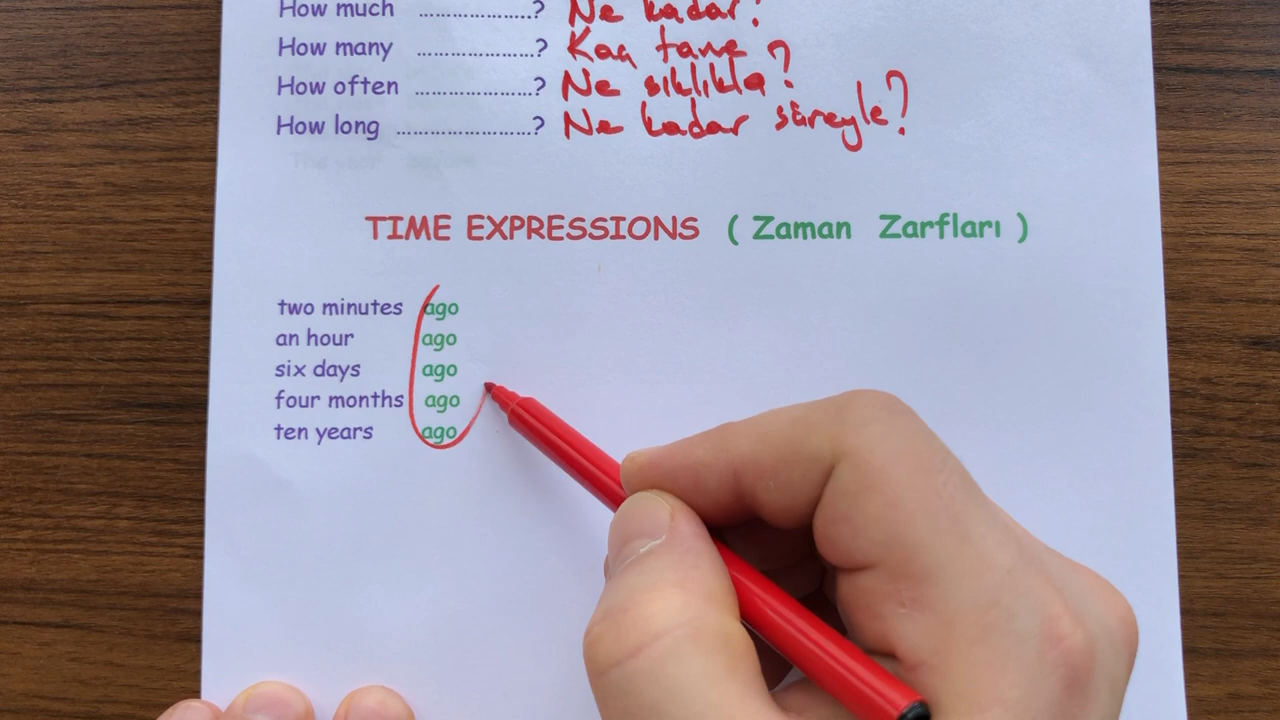 How much ......................? Ne kadar?
How many ......................? Kaç tane ?
How often ......................? Ne sıklıkla?
How long ......................? Ne kadar süreyle?
TIME EXPRESSIONS ( Zaman Zarfları )
two minutes ago
an hour ago
six days ago
four months ago
ten years ago